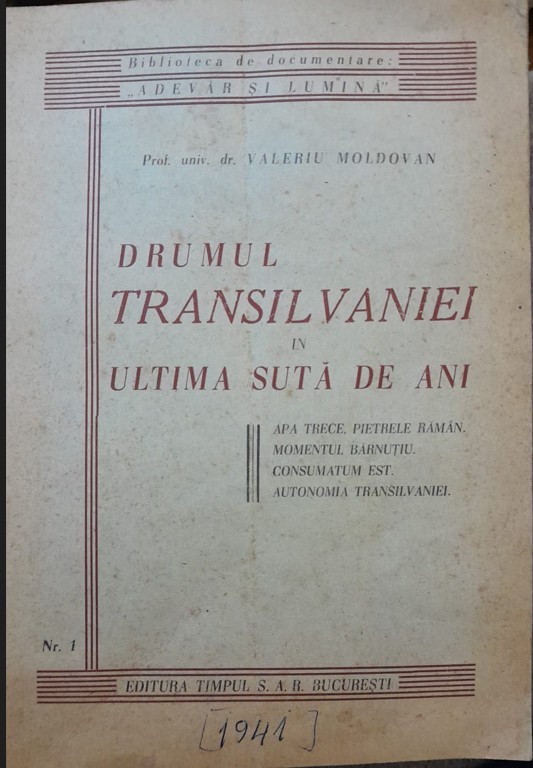 Biblioteca de documentare:
„ADEVĂR ȘI LUMINĂ"
Prof. univ. dr. VALERIU MOLDOVAN
DRUMUL
TRANSILVANIEI
IN
ULTIMA SUTĂ DE ANI
APA TRECE, PIETRELE RĂMÂN.
MOMENTUL BĂRNUȚIU.
CONSUMATUM EST.
AUTONOMIA TRANSILVANIEI.
Nr. 1
EDITURA TIMPUL S. A. R. BUCUREȘTI
[1941]